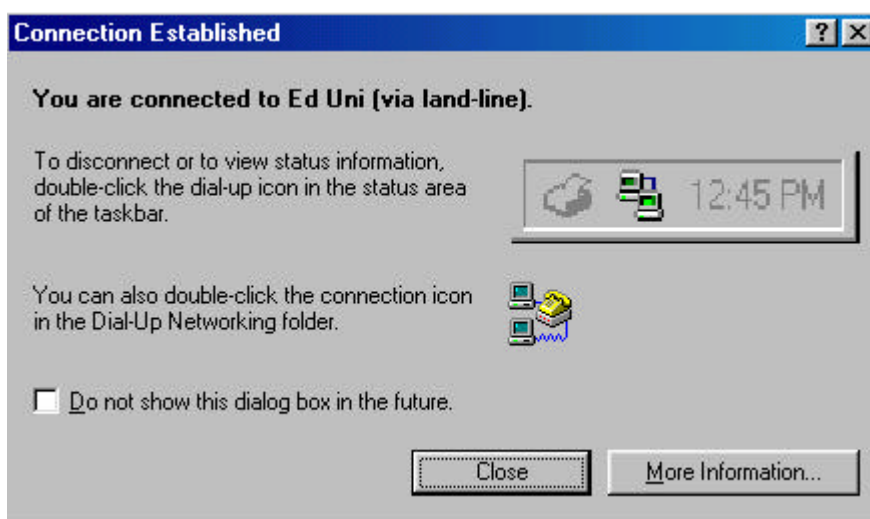 Connection Established
You are connected to Ed Uni (via land-line).
To disconnect or to view status information,
double-click the dial-up icon in the status area
of the taskbar.
12:45 PM
You can also double-click the connection icon
in the Dial-Up Networking folder.
Do not show this dialog box in the future.
Close
More Information...